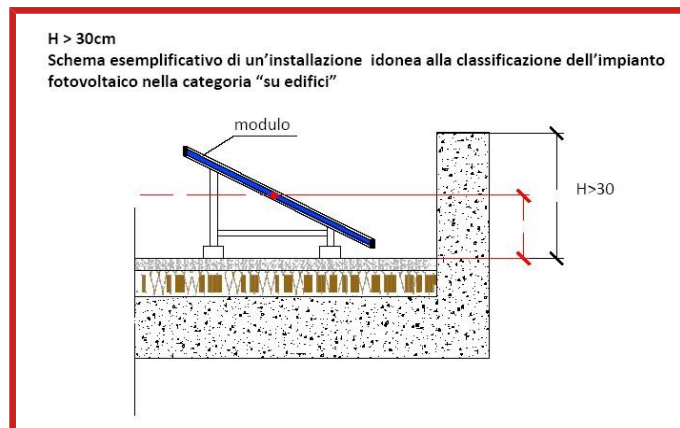 H > 30cm
Schema esemplificativo di un’installazione idonea alla classificazione dell’impianto
fotovoltaico nella categoria “su edifici”
modulo
H>30